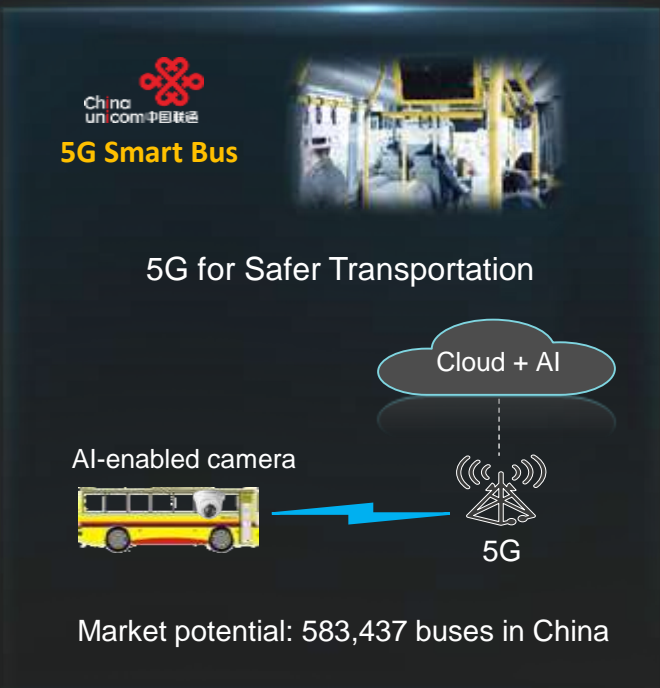 China
unicom中国联通
5G Smart Bus
5G for Safer Transportation
Cloud + AI
AI-enabled camera
5G
Market potential: 583,437 buses in China